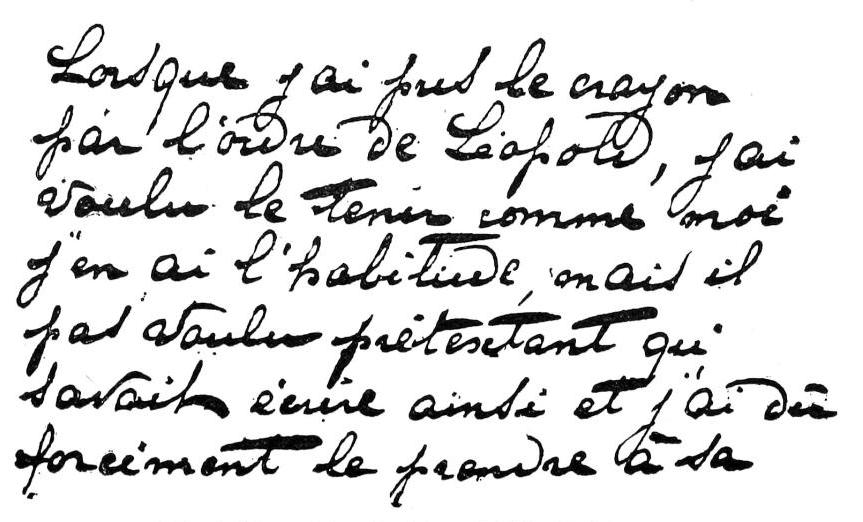 Lorsque j'ai pris le crayon
par l'ordre de Léopold, j'ai
voulu le tenir comme moi
j'en ai l'habitude, mais il
pas voulu prétextant qui
savait écrire ainsi et j'ai dû
forcément le prendre à sa